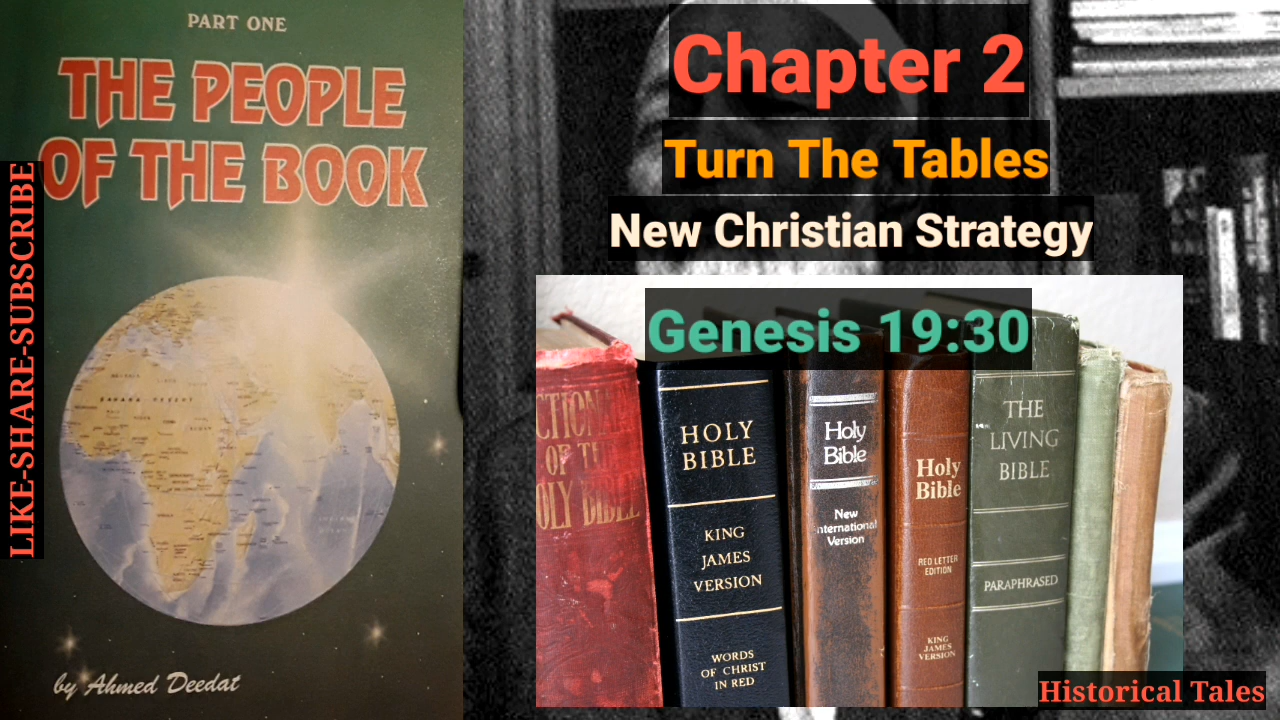 PART ONE
THE PEOPLE
OF THE BOOK
SAHARA DESERT
by Ahmed Deedat
LIKE-SHARE-SUBSCRIBE
Chapter 2
Turn The Tables
New Christian Strategy
Genesis 19:30
HOLY
BIBLE
KING
JAMES
VERSION
WORDS
OF CHRIST
IN RED
Holy
Bible
New
International
Version
Holy
Bible
RED LETTER
EDITION
KING
JAMES
VERSION
THE
LIVING
BIBLE
PARAPHRASED
Historical Tales